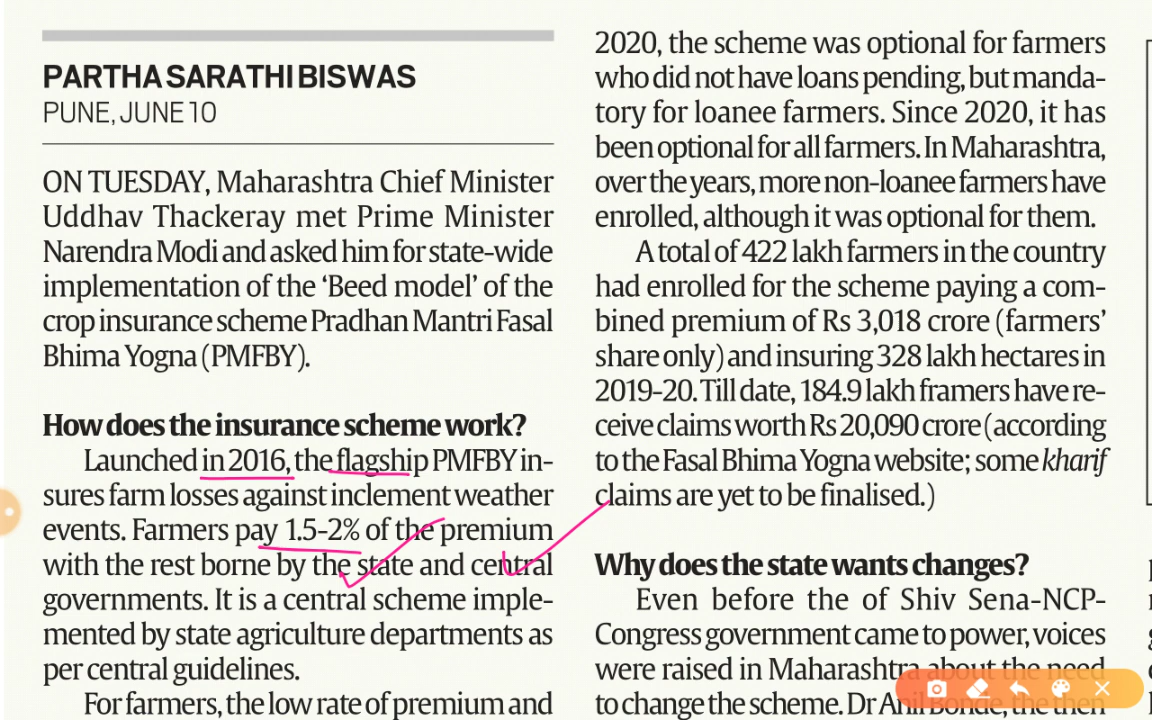 PARTHA SARATHI BISWAS
PUNE, JUNE 10
ON TUESDAY, Maharashtra Chief Minister
Uddhav Thackeray met Prime Minister
Narendra Modi and asked him for state-wide
implementation of the ‘Beed model’ of the
crop insurance scheme Pradhan Mantri Fasal
Bhima Yogna (PMFBY).
How does the insurance scheme work?
Launched in 2016, the flagship PMFBY in-
sures farm losses against inclement weather
events. Farmers pay 1.5-2% of the premium
with the rest borne by the state and central
governments. It is a central scheme imple-
mented by state agriculture departments as
per central guidelines.
For farmers, the low rate of premium and
2020, the scheme was optional for farmers
who did not have loans pending, but manda-
tory for loanee farmers. Since 2020, it has
been optional for all farmers. In Maharashtra,
over the years, more non-loanee farmers have
enrolled, although it was optional for them.
A total of 422 lakh farmers in the country
had enrolled for the scheme paying a com-
bined premium of Rs 3,018 crore (farmers’
share only) and insuring 328 lakh hectares in
2019-20. Till date, 184.9 lakh framers have re-
ceive claims worth Rs 20,090 crore (according
to the Fasal Bhima Yogna website; some kharif
claims are yet to be finalised.)
Why does the state wants changes?
Even before the of Shiv Sena-NCP-
Congress government came to power, voices
were raised in Maharashtra about the need
to change the scheme. Dr Anil Bonde, the then